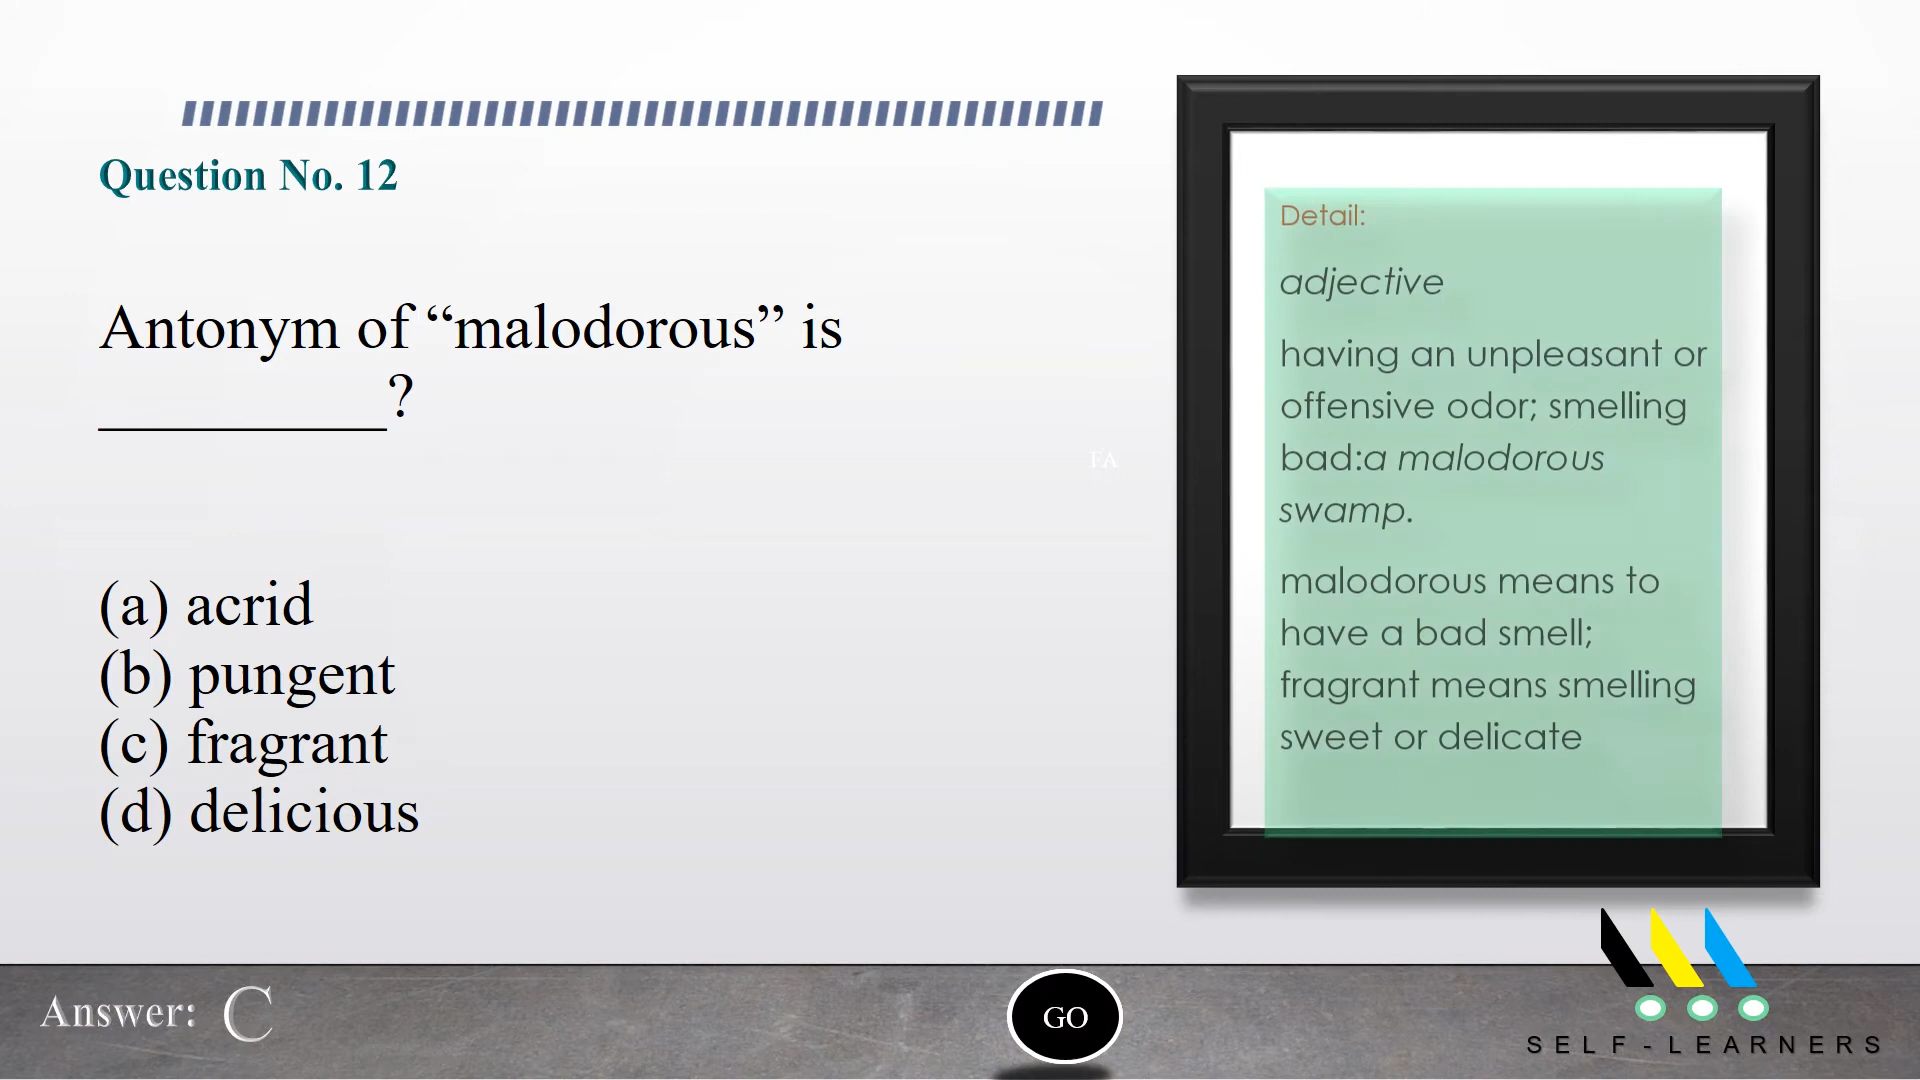 Question No. 12
Antonym of “malodorous” is
_________?
(a) acrid
(b) pungent
(c) fragrant
(d) delicious
Detail:
adjective
having an unpleasant or
offensive odor; smelling
bad:a malodorous
swamp.
malodorous means to
have a bad smell;
fragrant means smelling
sweet or delicate
FA
Answer: C
GO
SELF-LEARNERS